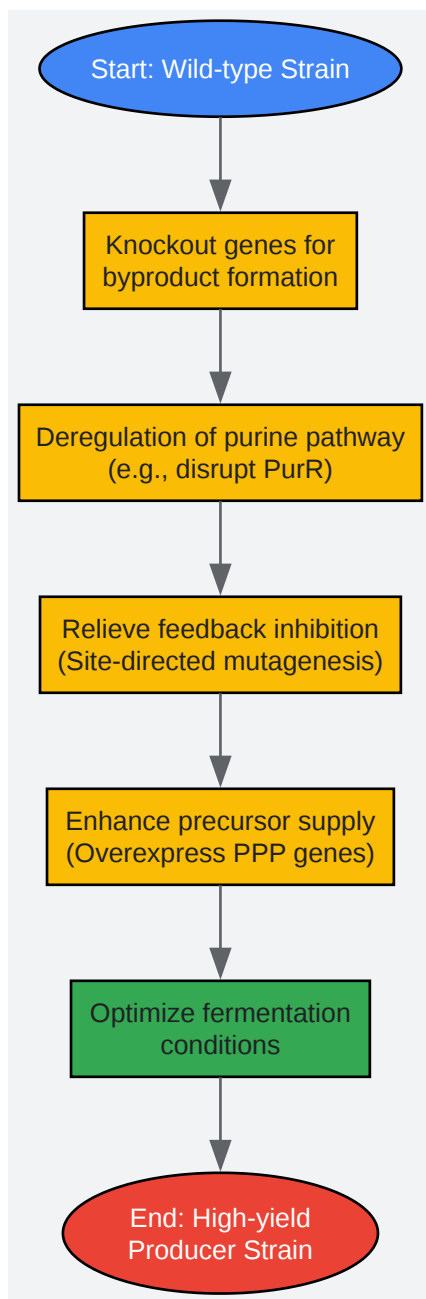 Start: Wild-type Strain
Knockout genes for
byproduct formation
Deregulation of purine pathway
(e.g., disrupt PurR)
Relieve feedback inhibition
(Site-directed mutagenesis)
Enhance precursor supply
(Overexpress PPP genes)
Optimize fermentation
conditions
End: High-yield
Producer Strain